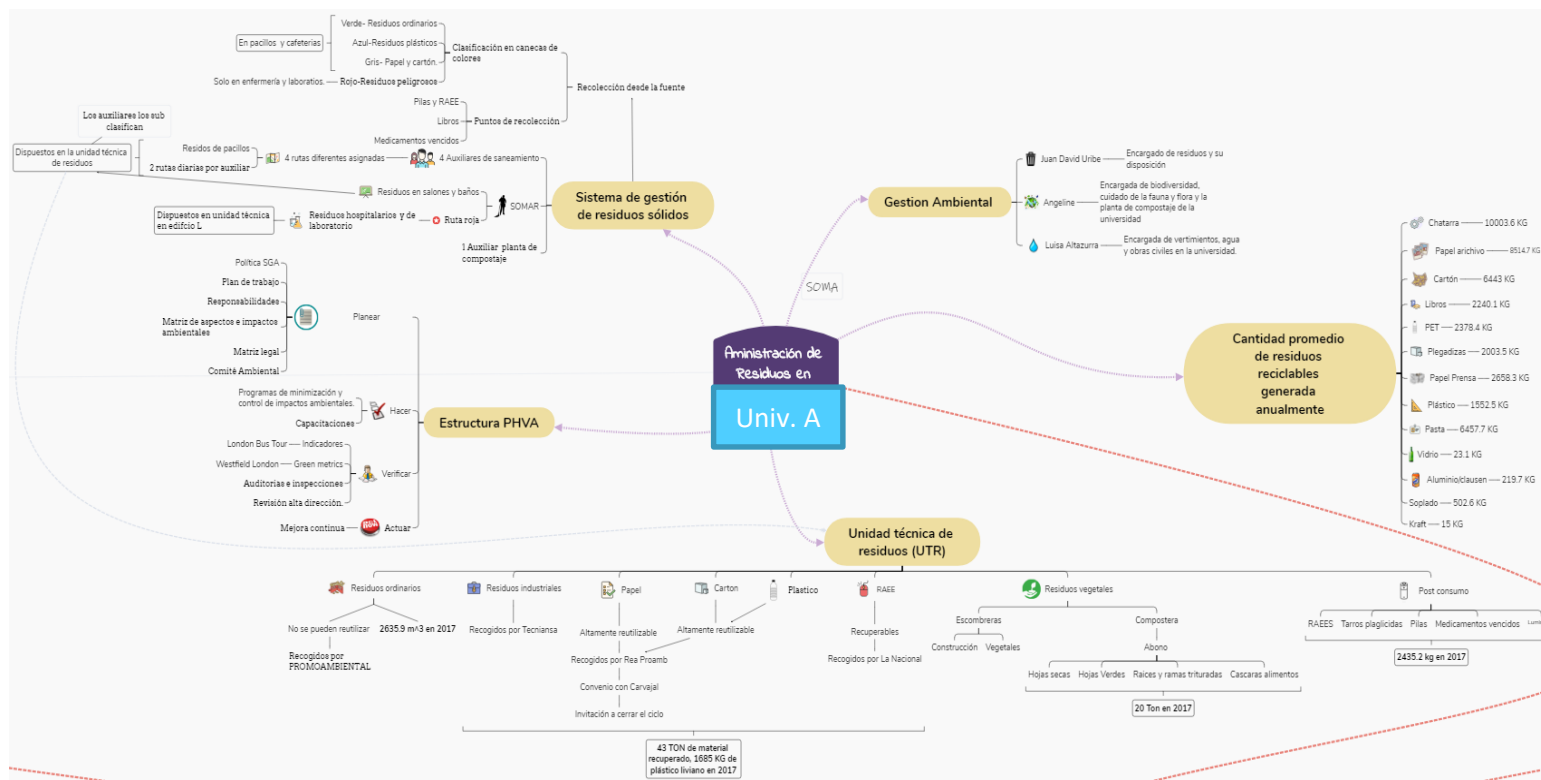 Verde- Residuos ordinarios
En pacillos y cafeterias
Azul-Residuos plásticos
Gris- Papel y cartón.
Clasificación en canecas de
colores
Solo en enfermería y laboratios.
Rojo-Residuos peligrosos
Recolección desde la fuente
Pilas y RAEE
Libros
Medicamentos vencidos
Puntos de recolección
Los auxiliares los sub
clasifican
Dispuestos en la unidad técnica
de residuos
Residos de pacillos
2 rutas diarias por auxiliar
4 rutas diferentes asignadas
4 Auxiliares de saneamiento
Residuos en salones y baños
SOMAR
Dispuestos en unidad técnica
en edifcio L
Residuos hospitalarios y de
laboratorio
Ruta roja
1 Auxiliar planta de
compostaje
Sistema de gestión
de residuos sólidos
Gestion Ambiental
Juan David Uribe
Encargado de residuos y su
disposición
Angeline
Encargada de biodiversidad,
cuidado de la fauna y flora y la
planta de compostaje de la
universidad
Luisa Altazurra
Encargada de vertimientos, agua
y obras civiles en la universidad.
SOMA
Aministración de
Residuos en
Univ. A
Cantidad promedio
de residuos
reciclables
generada
anualmente
Chatarra 10003.6 KG
Papel arichivo 8514.7 KG
Cartón 6443 KG
Libros 2240.1 KG
PET 2378.4 KG
Plegadizas 2003.5 KG
Papel Prensa 2658.3 KG
Plástico 1552.5 KG
Pasta 6457.7 KG
Vidrio 23.1 KG
Aluminio/clausen 219.7 KG
Soplado 502.6 KG
Kraft 15 KG
Estructura PHVA
Planear
Política SGA
Plan de trabajo
Responsabilidades
Matriz de aspectos e impactos
ambientales
Matriz legal
Comité Ambiental
Hacer
Programas de minimización y
control de impactos ambientales.
Capacitaciones
Verificar
London Bus Tour Indicadores
Westfield London Green metrics
Auditorias e inspecciones
Revisión alta dirección.
Mejora continua
Actuar
Unidad técnica de
residuos (UTR)
Residuos ordinarios
No se pueden reutilizar
2635.9 m^3 en 2017
Recogidos por
PROMOAMBIENTAL
Residuos industriales
Recogidos por Tecniansa
Papel
Altamente reutilizable
Recogidos por Rea Proamb
Convenio con Carvajal
Invitación a cerrar el ciclo
Carton
Plastico
Altamente reutilizable
RAEE
Recuperables
Recogidos por La Nacional
43 TON de material
recuperado, 1685 KG de
plástico liviano en 2017
Residuos vegetales
Escombreras
Construcción
Vegetales
Compostera
Abono
Hojas secas
Hojas Verdes
Raices y ramas trituradas
Cascaras alimentos
20 Ton en 2017
Post consumo
RAEES
Tarros plaglicidas
Pilas
Medicamentos vencidos
2435.2 kg en 2017